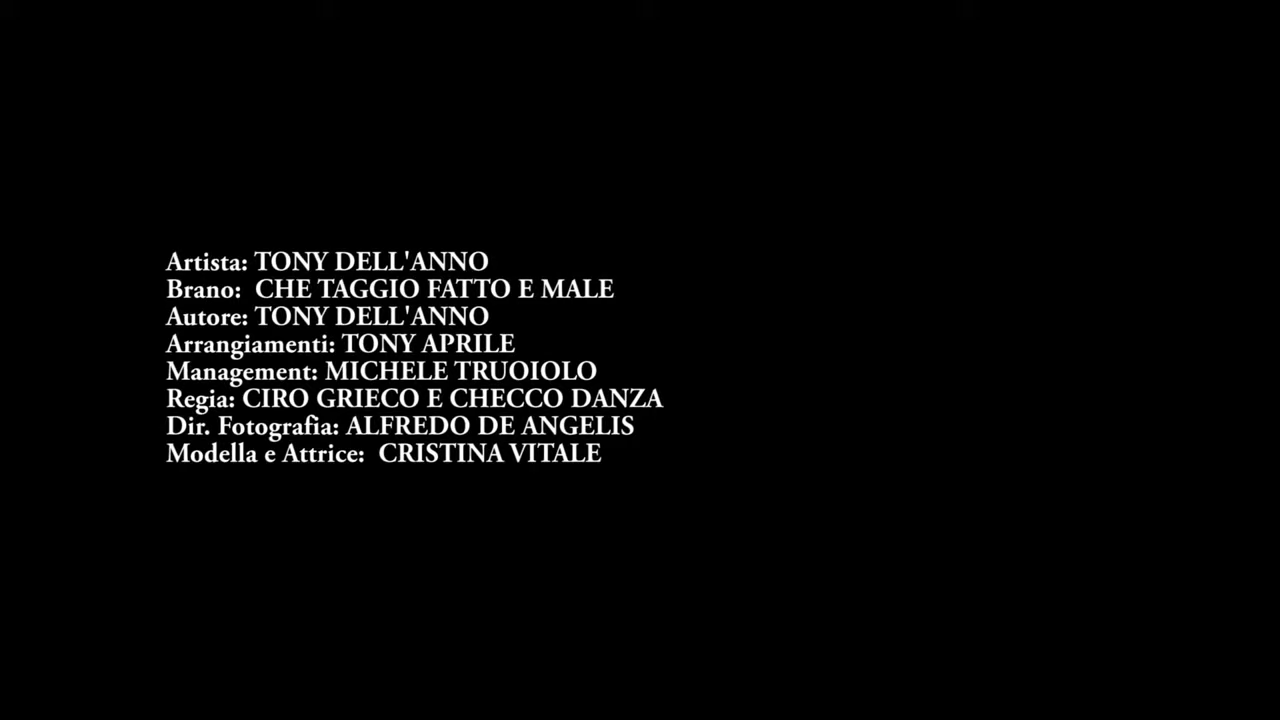 Artista: TONY DELL'ANNO
Brano:  CHE TAGGIO FATTO E MALE
Autore: TONY DELL'ANNO
Arrangiamenti: TONY APRILE
Management: MICHELE TRUOIOLO
Regia: CIRO GRIECO E CHECCO DANZA
Dir. Fotografia: ALFREDO DE ANGELIS
Modella e Attrice:  CRISTINA VITALE